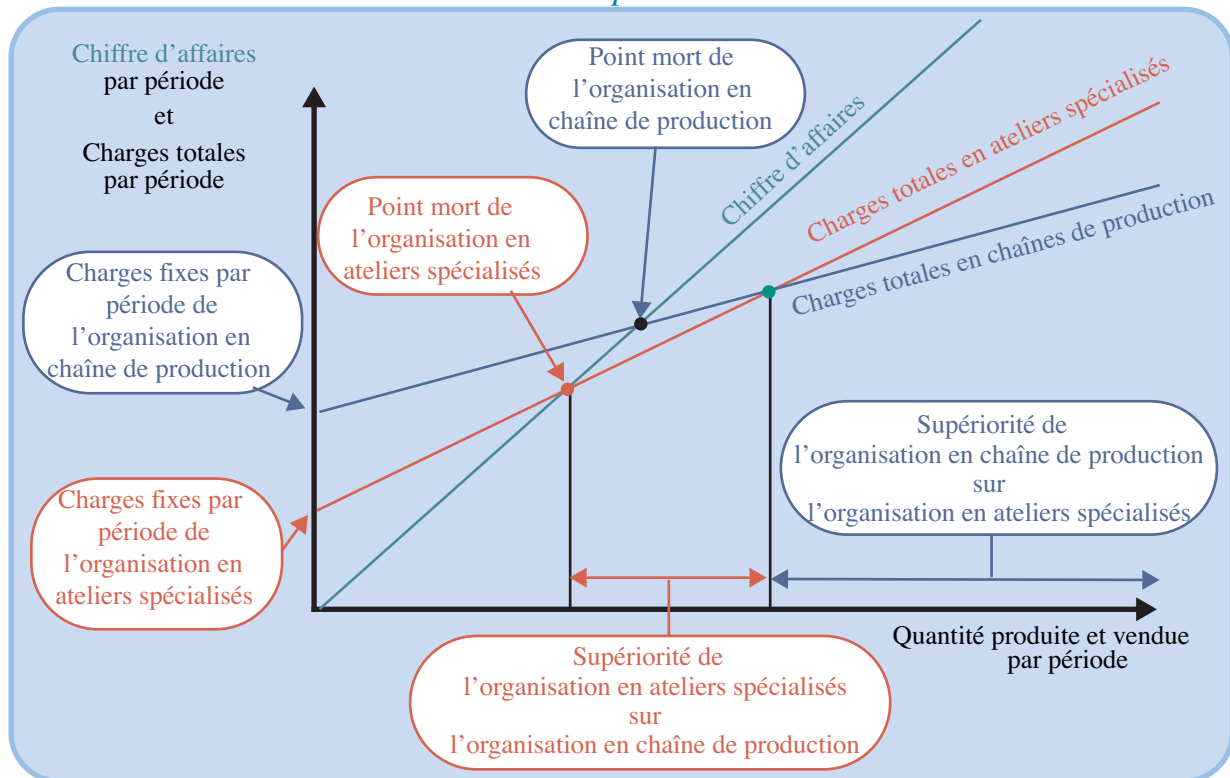 Chiffre d’affaires
par période
et
Charges totales
par période
Point mort de
l’organisation en
chaîne de production
Point mort de
l’organisation en
ateliers spécialisés
Chiffre d’affaires
Charges totales en ateliers spécialisés
Charges totales en chaînes de production
Charges fixes par
période de
l’organisation en
chaîne de production
Charges fixes par
période de
l’organisation en
ateliers spécialisés
Supériorité de
l’organisation en chaîne de production
sur
l’organisation en ateliers spécialisés
Quantité produite et vendue
par période
Supériorité de
l’organisation en ateliers spécialisés
sur
l’organisation en chaîne de production